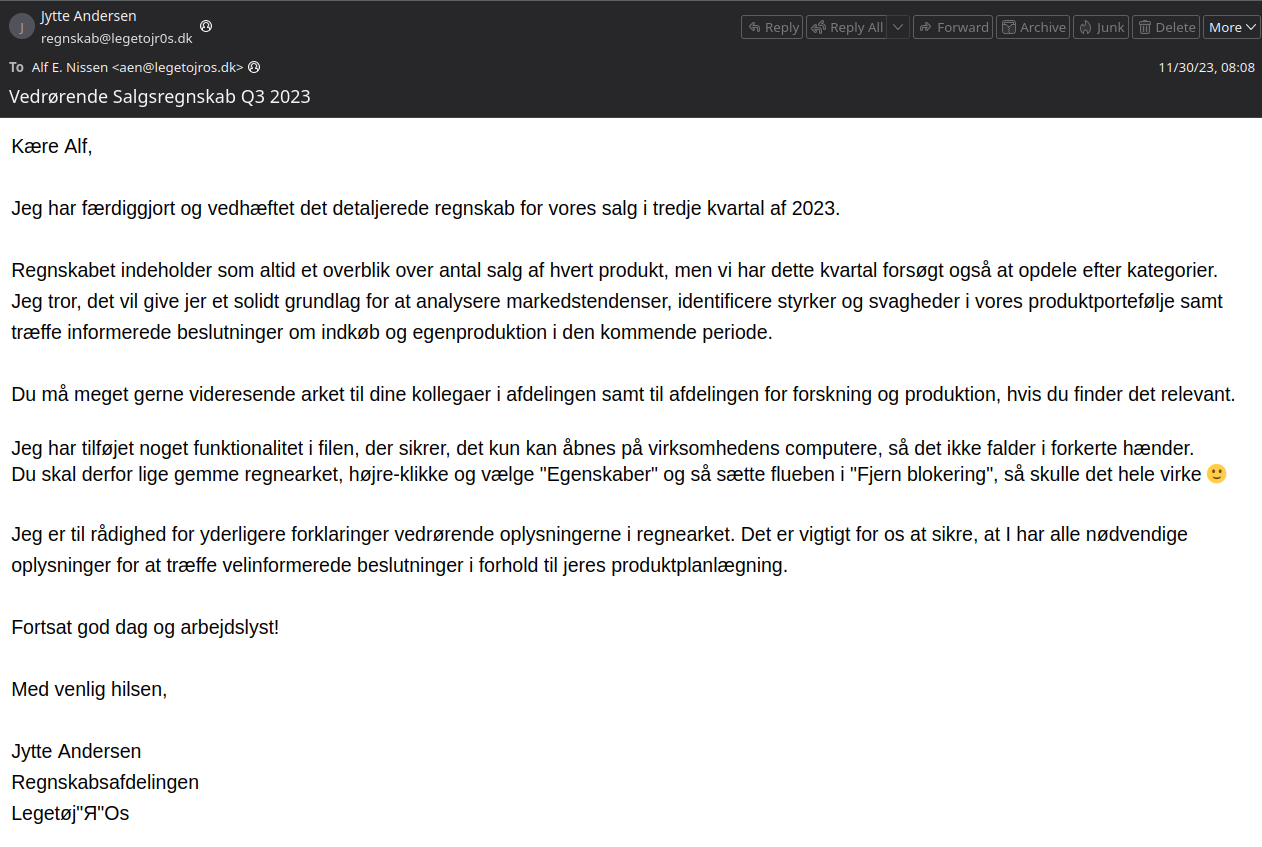 Jytte Andersen
J
regnskab@legetojr0s.dk
Reply Reply All Forward Archive Junk Delete More
To Alf E. Nissen <aen@legetojros.dk>
11/30/23, 08:08
Vedrørende Salgsregnskab Q3 2023
Kære Alf,
Jeg har færdiggjort og vedhæftet det detaljerede regnskab for vores salg i tredje kvartal af 2023.
Regnskabet indeholder som altid et overblik over antal salg af hvert produkt, men vi har dette kvartal forsøgt også at opdele efter kategorier.
Jeg tror, det vil give jer et solidt grundlag for at analysere markedstendenser, identificere styrker og svagheder i vores produktportefølje samt
træffe informerede beslutninger om indkøb og egenproduktion i den kommende periode.
Du må meget gerne videresende arket til dine kollegaer i afdelingen samt til afdelingen for forskning og produktion, hvis du finder det relevant.
Jeg har tilføjet noget funktionalitet i filen, der sikrer, det kun kan åbnes på virksomhedens computere, så det ikke falder i forkerte hænder.
Du skal derfor lige gemme regnearket, højre-klikke og vælge "Egenskaber" og så sætte flueben i "Fjern blokering", så skulle det hele virke 🙂
Jeg er til rådighed for yderligere forklaringer vedrørende oplysningerne i regnearket. Det er vigtigt for os at sikre, at I har alle nødvendige
oplysninger for at træffe velinformerede beslutninger i forhold til jeres produktplanlægning.
Fortsat god dag og arbejdslyst!
Med venlig hilsen,
Jytte Andersen
Regnskabsafdelingen
Legetøj"Я"Os